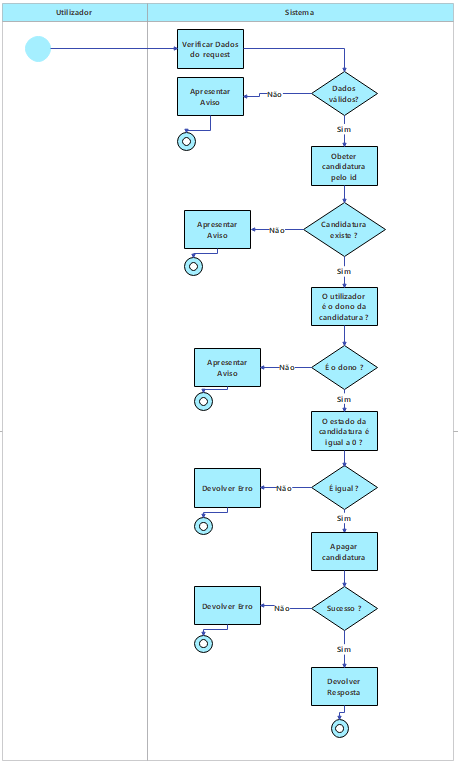 Utilizador
Sistema
Verificar Dados
do request
Dados
válidos?
Não
Apresentar
Aviso
Sim
Obeter
candidatura
pelo id
Candidatura
existe ?
Não
Apresentar
Aviso
Sim
O utilizador
é o dono da
candidatura ?
É o dono ?
Não
Apresentar
Aviso
Sim
O estado da
candidatura é
igual a 0 ?
É igual ?
Não
Devolver Erro
Sim
Apagar
candidatura
Sucesso ?
Não
Devolver Erro
Sim
Devolver
Resposta